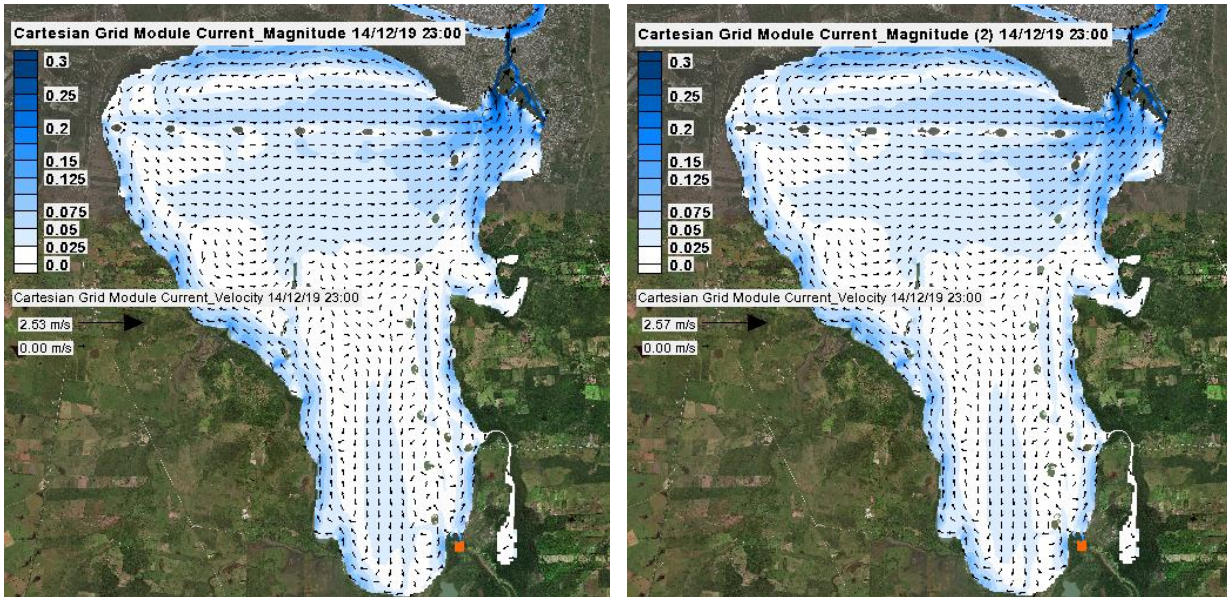 Cartesian Grid Module Current_Magnitude 14/12/19 23:00
0.3
0.25
0.2
0.15
0.125
0.075
0.05
0.025
0.0
Cartesian Grid Module Current_Velocity 14/12/19 23:00
2.53 m/s
0.00 m/s
Cartesian Grid Module Current_Magnitude (2) 14/12/19 23:00
0.3
0.25
0.2
0.15
0.125
0.075
0.05
0.025
0.0
Cartesian Grid Module Current_Velocity 14/12/19 23:00
2.57 m/s
0.00 m/s